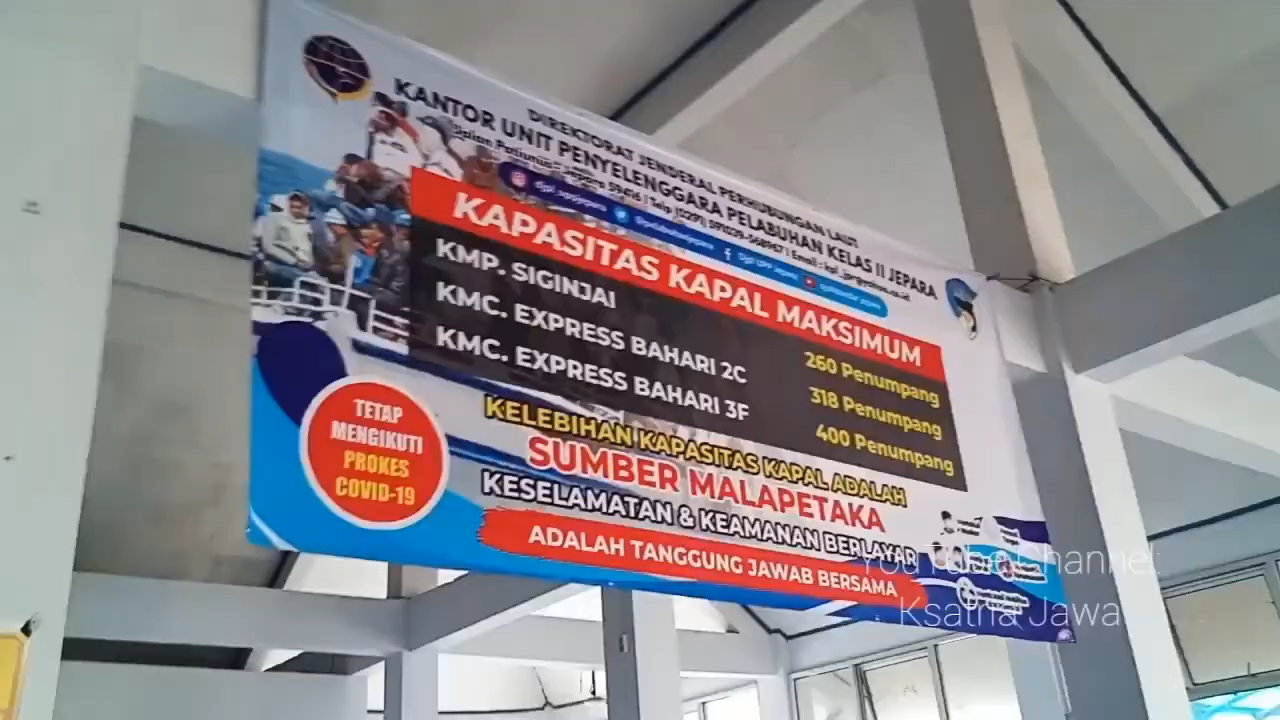 DIREKTORAT JENDERAL PERHUBUNGAN LAUT
KANTOR UNIT PENYELENGGARA PELABUHAN KELAS II JEPARA
KAPASITAS KAPAL MAKSIMUM
KMP. SIGINJAI 260 Penumpang
KMC. EXPRESS BAHARI 2C 318 Penumpang
KMC. EXPRESS BAHARI 3F 400 Penumpang
TETAP
MENGIKUTI
PROKES
COVID-19
KELEBIHAN KAPASITAS KAPAL ADALAH
SUMBER MALAPETAKA
KESELAMATAN & KEAMANAN BERLAYAR
ADALAH TANGGUNG JAWAB BERSAMA
YouTube Channel:
Ksatria Jawa